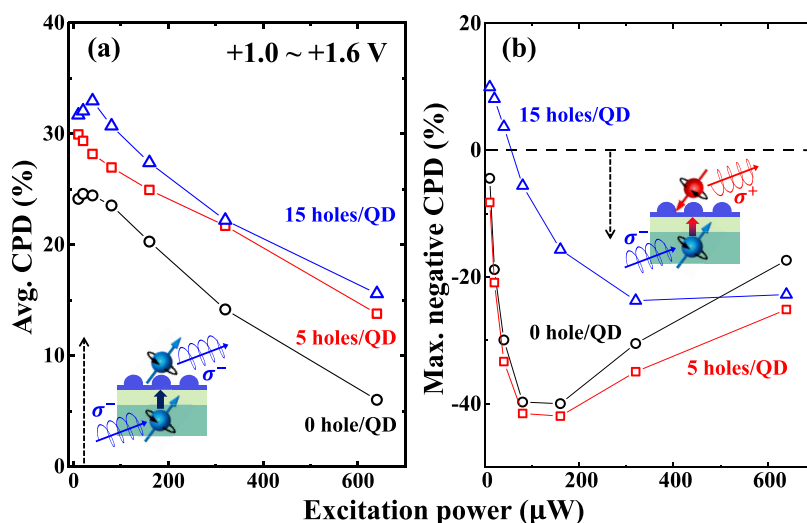 (a)
+1.0 ~ +1.6 V
40
30
20
10
0
Avg. CPD (%)
15 holes/QD
5 holes/QD
0 hole/QD
σ⁻
σ⁻
0
200
400
600
(b)
20
0
-20
-40
Max. negative CPD (%)
15 holes/QD
σ⁺
σ⁻
0 hole/QD
5 holes/QD
0
200
400
600
Excitation power (μW)